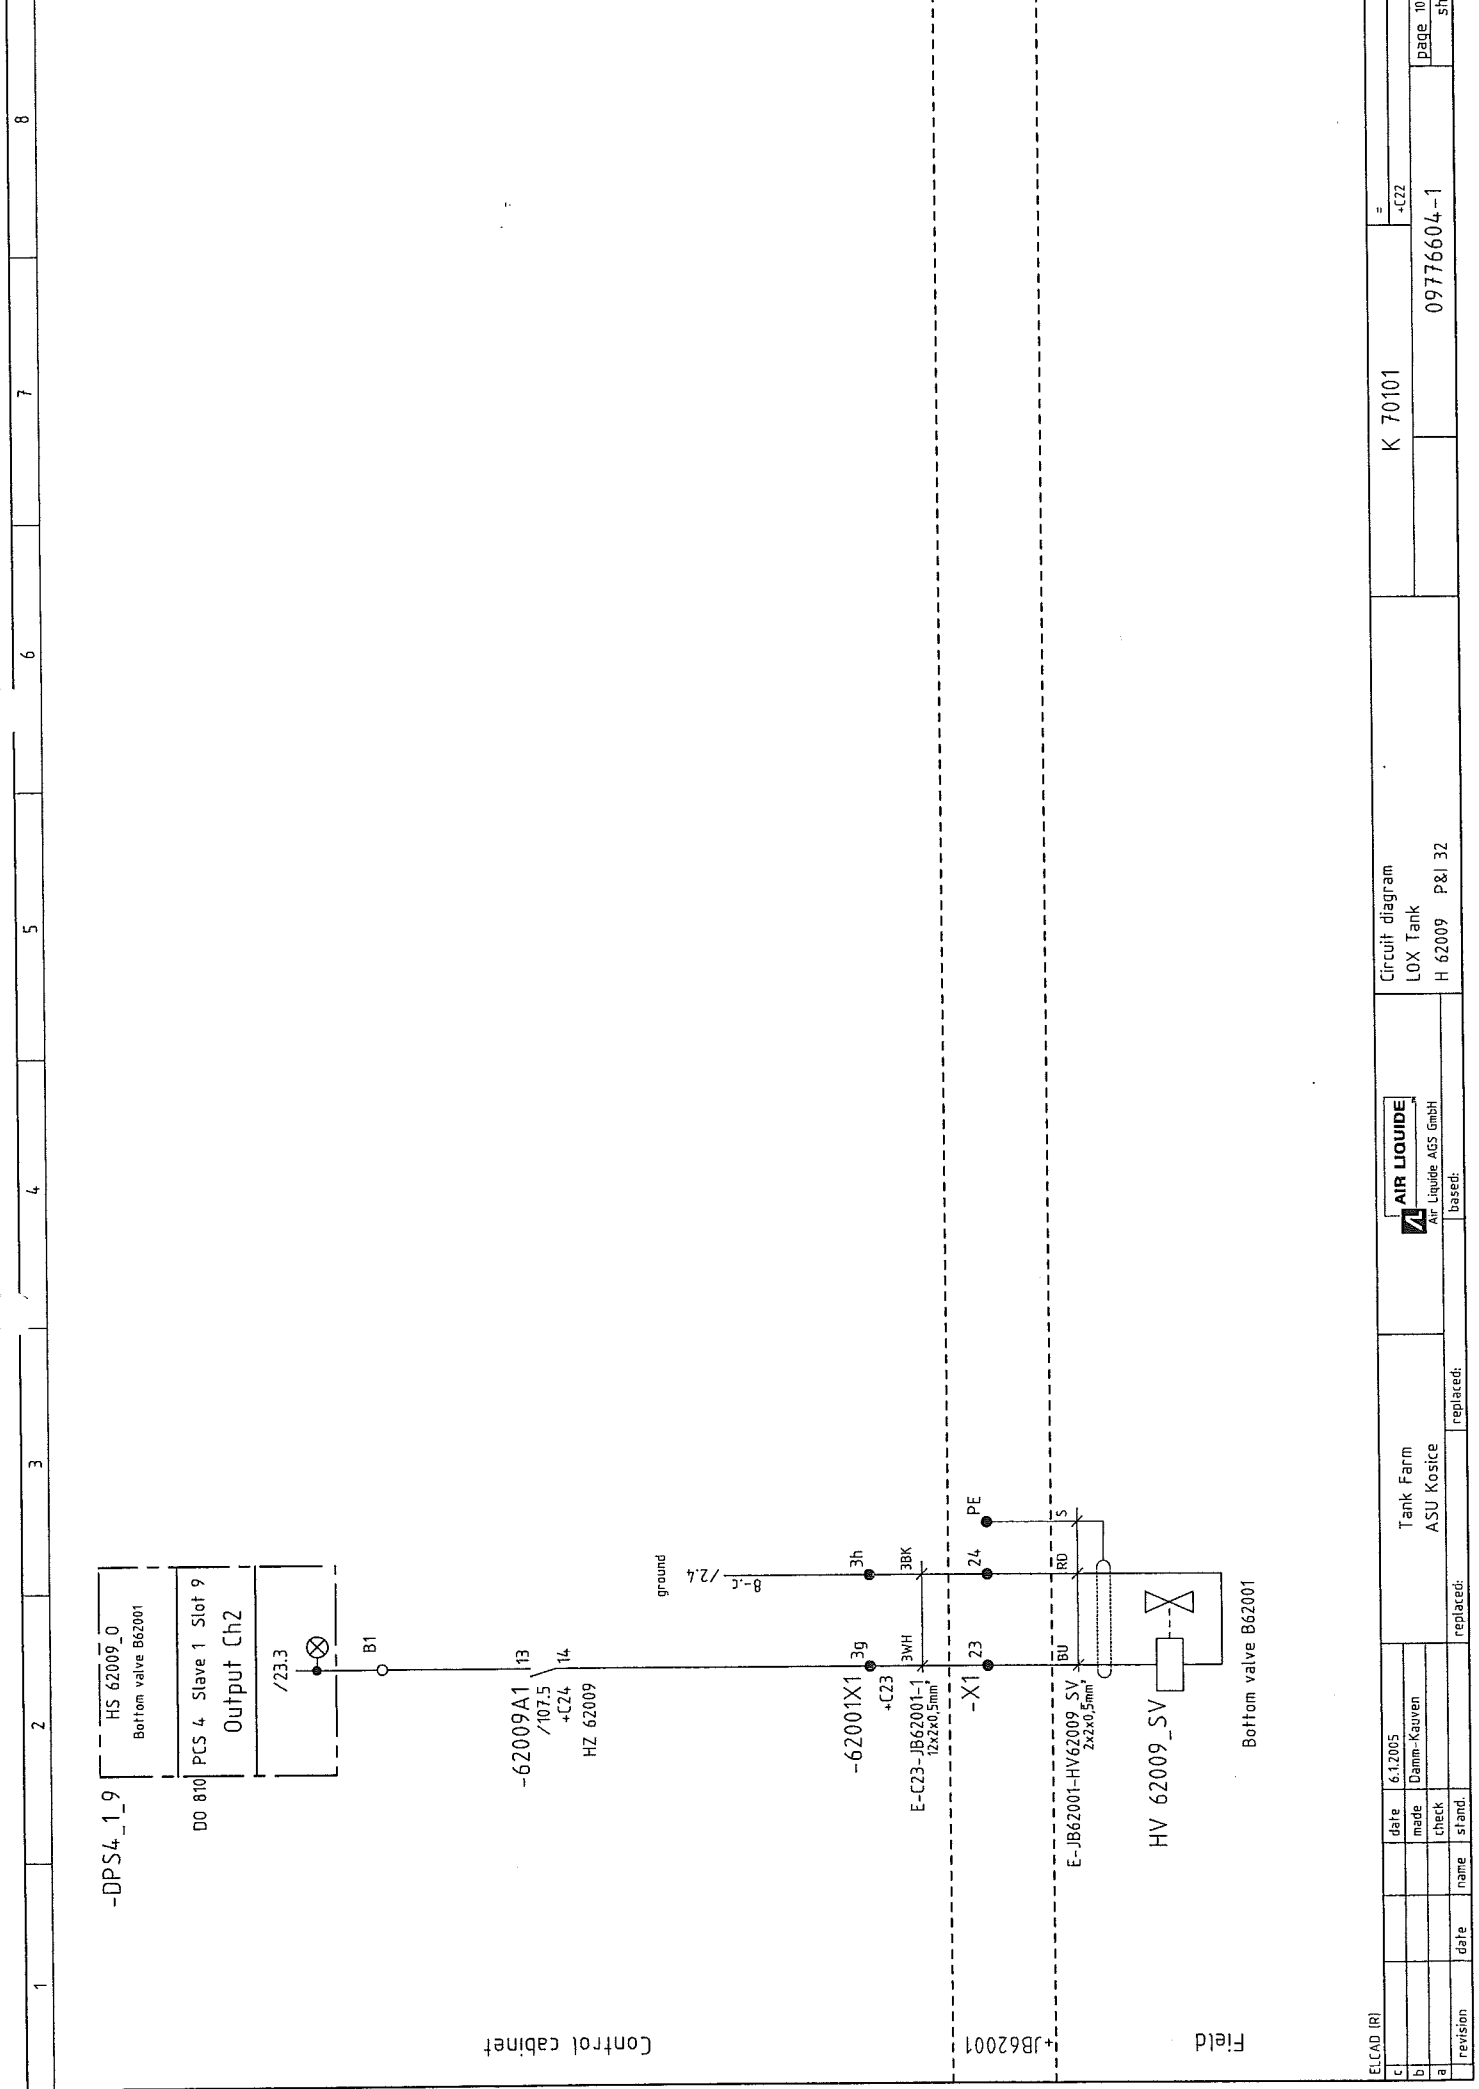 1
2
3
4
5
6
7
8
-DPS4_1_9
HS 62009_O
Bottom valve B62001
DO 810
PCS 4 Slave 1 Slot 9
Output Ch2
/23.3
B1
-62009A1
13
/107.5
+C24
14
HZ 62009
ground
/2.4
-62001X1
3g
3h
+C23
3WH
3BK
E-C23-JB62001-1
12x2x0,5mm²
-X1
23
24
PE
BU
RD
S
E-JB62001-HV62009_SV
2x2x0,5mm²
HV 62009_SV
Bottom valve B62001
Control cabinet
+JB62001
Field
ELCAD (R)
c
b
a
revision
date
name
date
6.1.2005
made
Damm-Kauven
check
stand.
replaced:
replaced:
Tank Farm
ASU Kosice
AIR LIQUIDE
Air Liquide AGS GmbH
based:
Circuit diagram
LOX Tank
H 62009 P&I 32
K 70101
=
+C22
09776604-1
page 10
sh